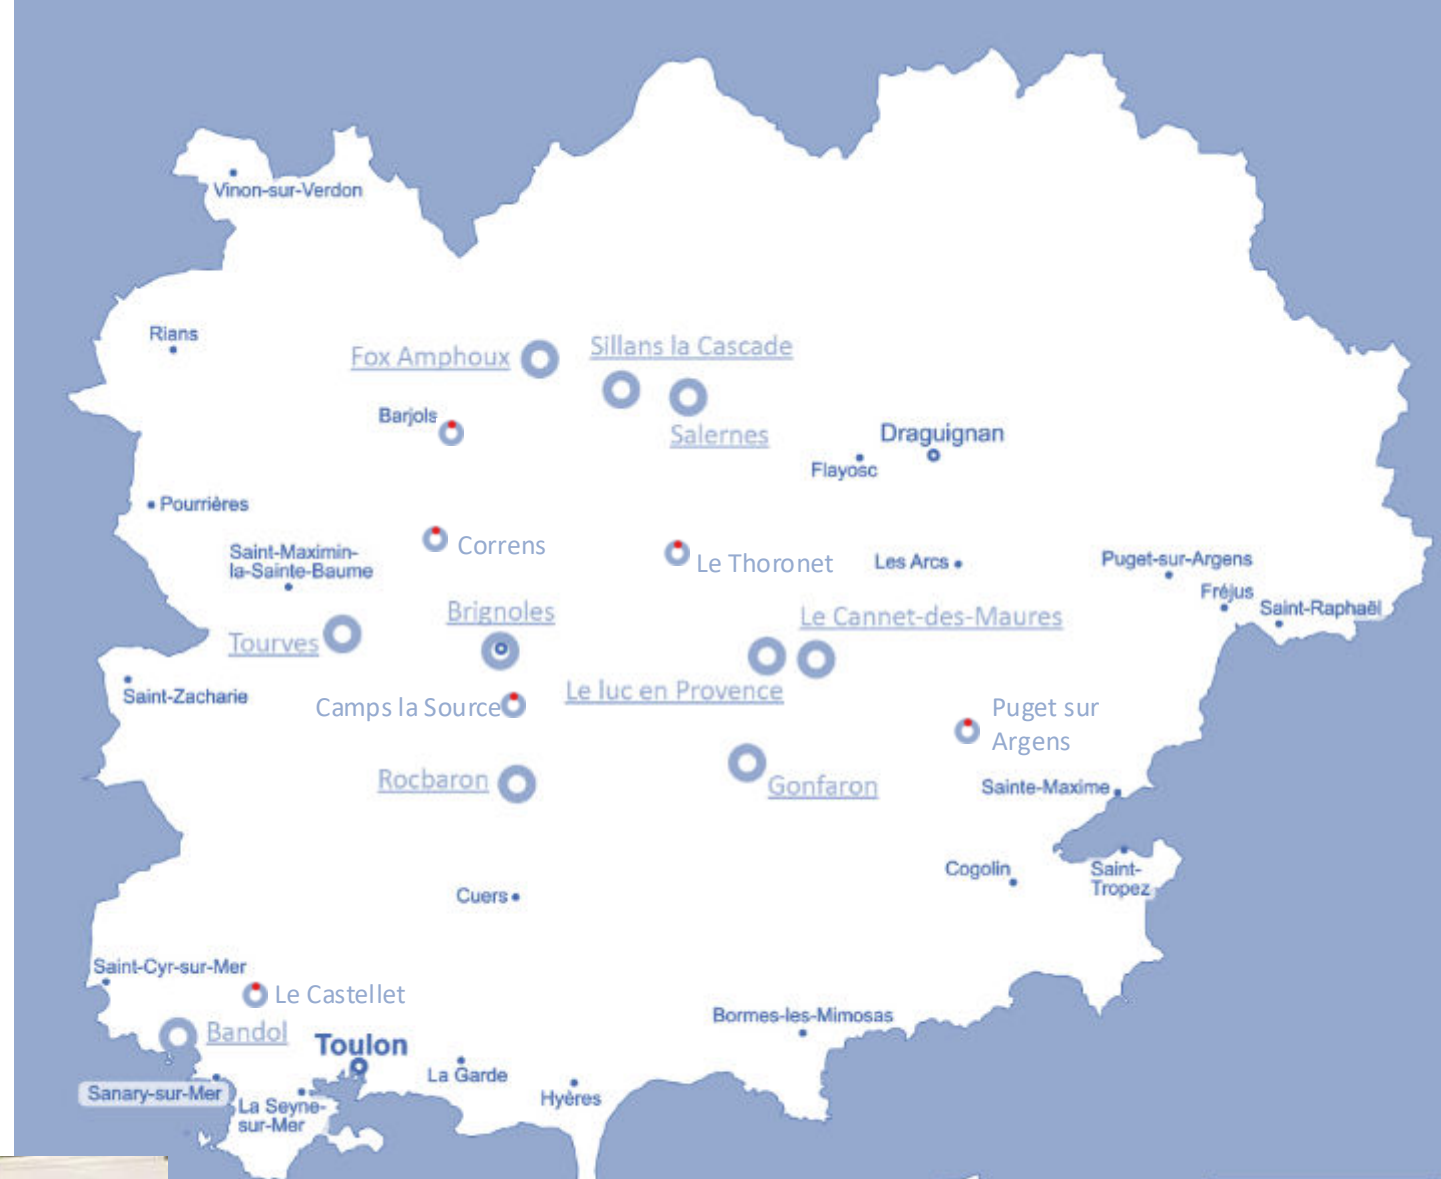 Vinon-sur-Verdon
Rians
Fox Amphoux
Sillans la Cascade
Barjols
Salernes
Draguignan
Flayosc
Pourrières
Correns
Saint-Maximin-
la-Sainte-Baume
Le Thoronet
Les Arcs
Puget-sur-Argens
Fréjus
Saint-Raphaël
Brignoles
Le Cannet-des-Maures
Tourves
Saint-Zacharie
Camps la Source
Le luc en Provence
Puget sur
Argens
Rocbaron
Gonfaron
Sainte-Maxime
Cuers
Cogolin
Saint-
Tropez
Saint-Cyr-sur-Mer
Le Castellet
Bandol
Toulon
Bormes-les-Mimosas
La Garde
Sanary-sur-Mer
Hyères
La Seyne-
sur-Mer